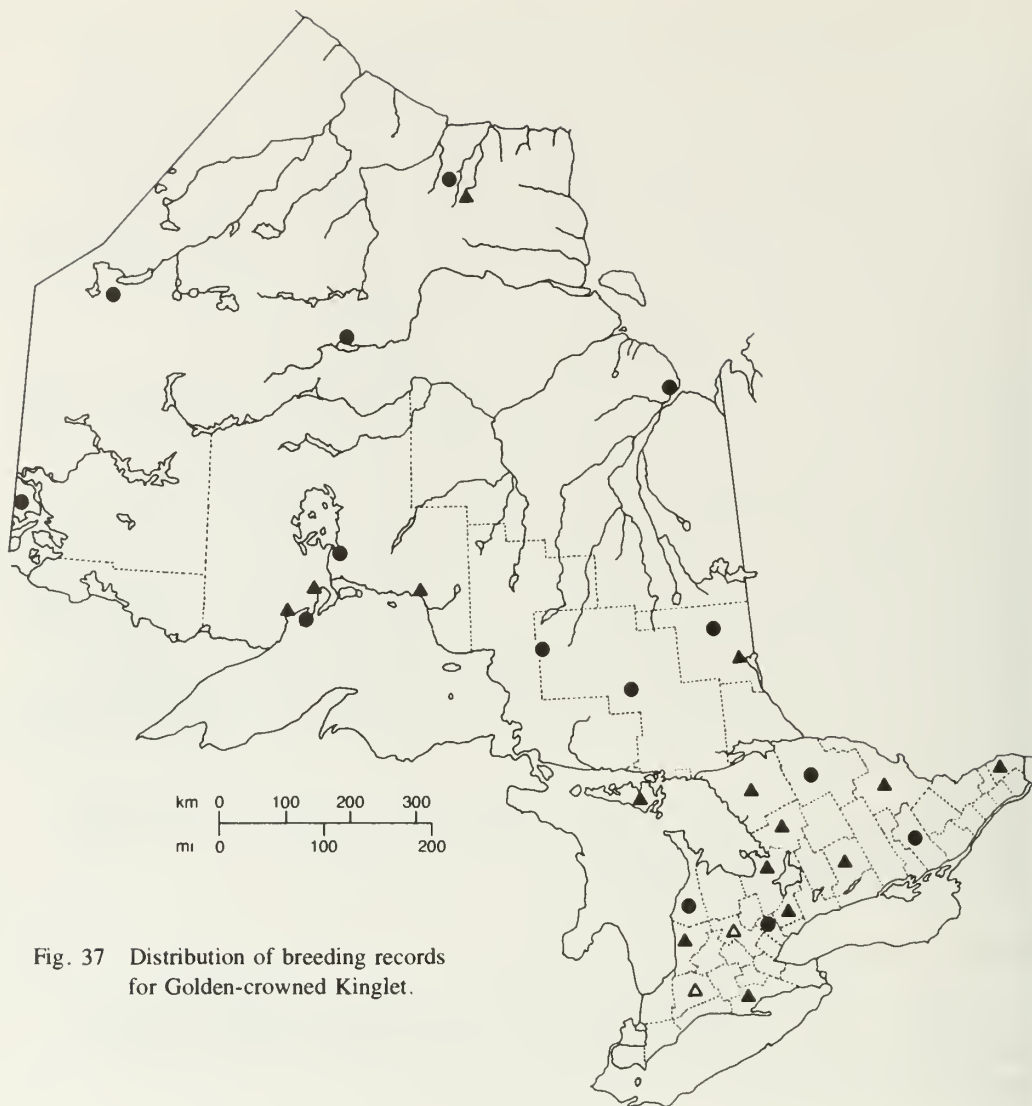 km 0 100 200 300
mi 0 100 200
Fig. 37 Distribution of breeding records
for Golden-crowned Kinglet.